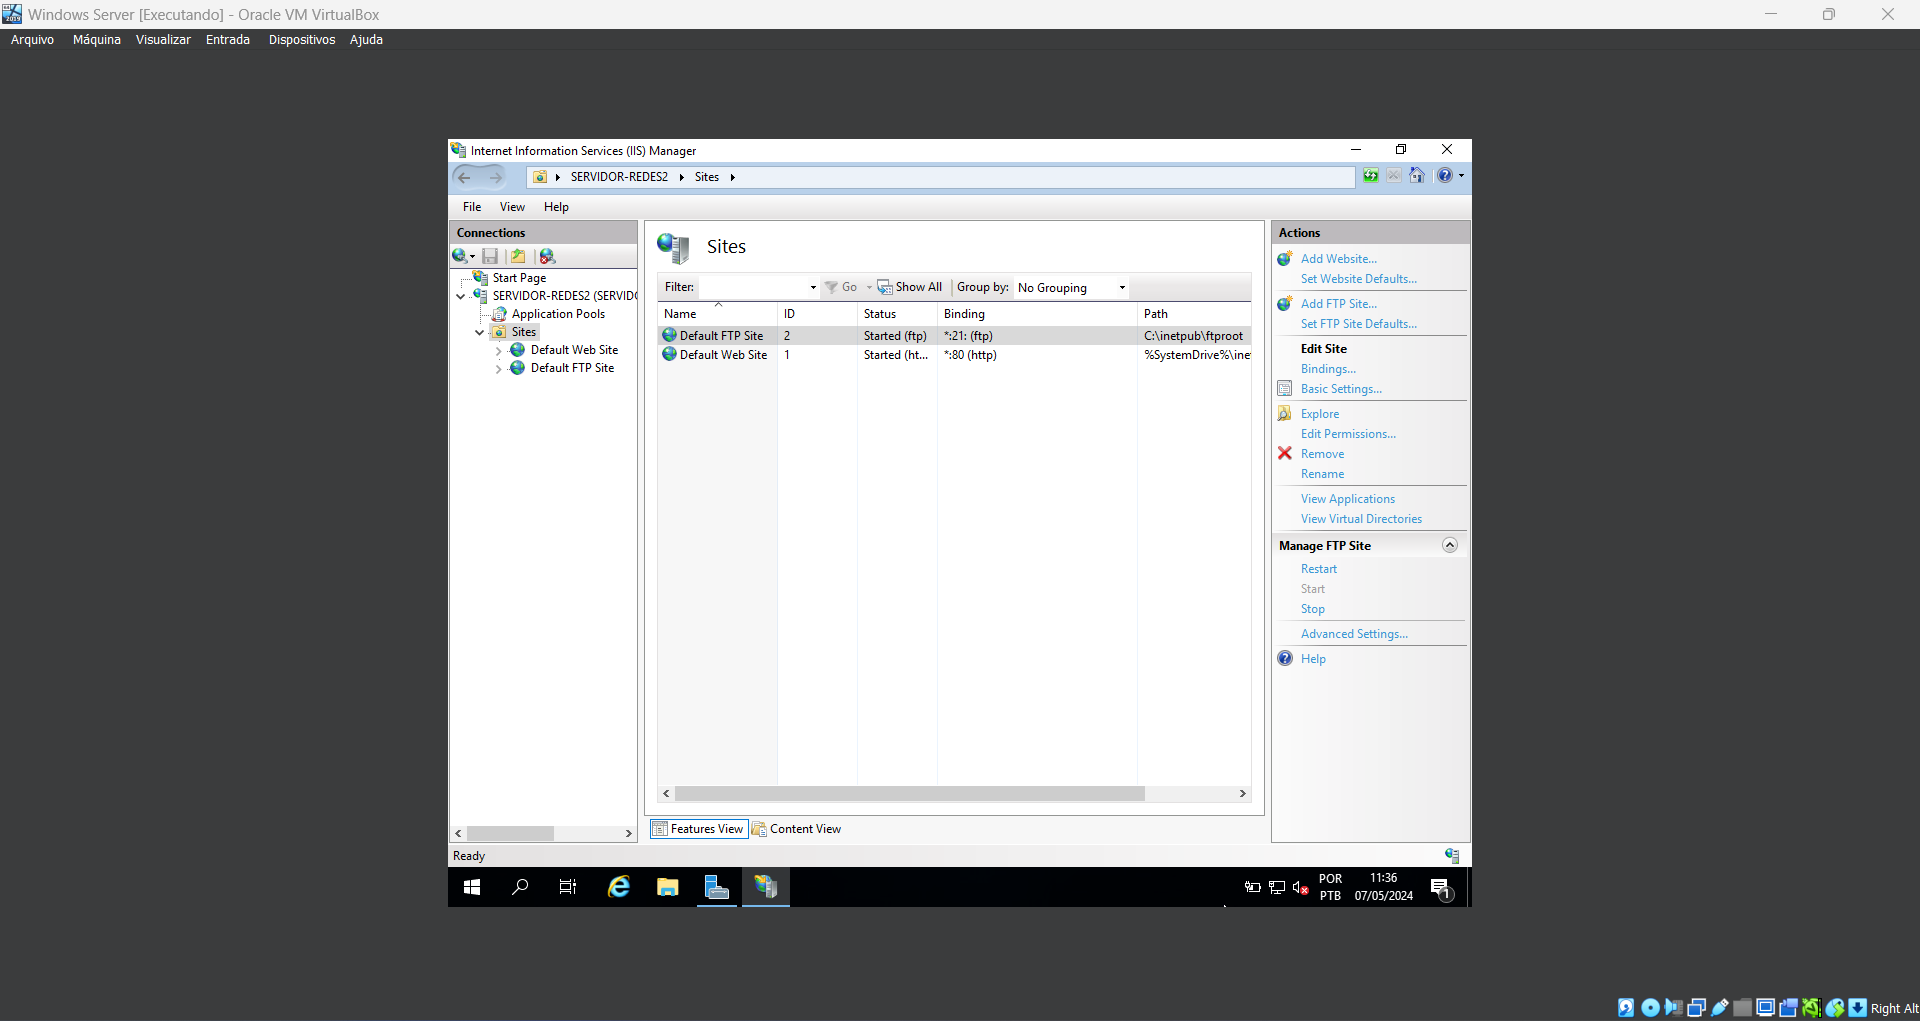 Windows Server [Executando] - Oracle VM VirtualBox
Arquivo Máquina Visualizar Entrada Dispositivos Ajuda
Internet Information Services (IIS) Manager
SERVIDOR-REDES2 Sites
File View Help
Connections
Start Page
SERVIDOR-REDES2 (SERVIDO
Application Pools
Sites
Default Web Site
Default FTP Site
Sites
Filter: Go Show All Group by: No Grouping
Name ID Status Binding Path
Default FTP Site 2 Started (ftp) *:21: (ftp) C:\inetpub\ftproot
Default Web Site 1 Started (ht... *:80 (http) %SystemDrive%\ine
Features View Content View
Actions
Add Website...
Set Website Defaults...
Add FTP Site...
Set FTP Site Defaults...
Edit Site
Bindings...
Basic Settings...
Explore
Edit Permissions...
Remove
Rename
View Applications
View Virtual Directories
Manage FTP Site
Restart
Start
Stop
Advanced Settings...
Help
Ready
POR
PTB
11:36
07/05/2024
1
Right Alt